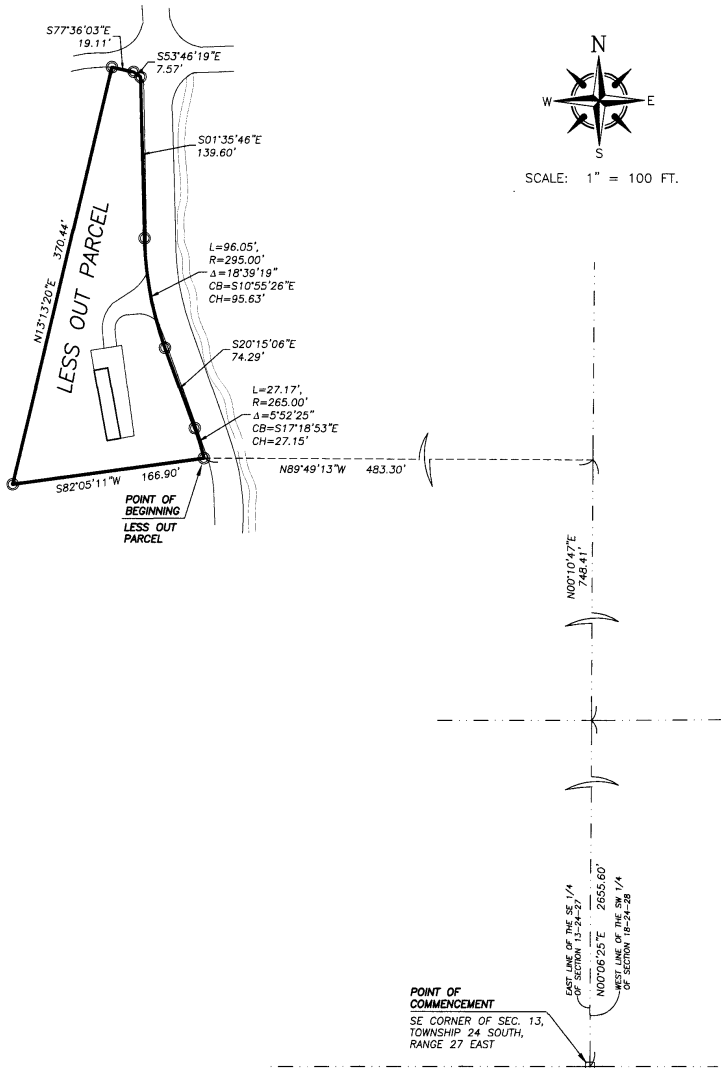 S77°36'03"E
19.11'
S53°46'19"E
7.57'
N
W
E
S
SCALE: 1" = 100 FT.
S01°35'46"E
139.60'
N13°13'20"E 370.44'
LESS OUT PARCEL
L=96.05',
R=295.00'
Δ=18°39'19"
CB=S10°55'26"E
CH=95.63'
S20°15'06"E
74.29'
L=27.17',
R=265.00'
Δ=5°52'25"
CB=S17°18'53"E
CH=27.15'
S82°05'11"W 166.90'
N89°49'13"W 483.30'
POINT OF
BEGINNING
LESS OUT
PARCEL
N00°10'47"E
748.41'
EAST LINE OF THE SE 1/4
OF SECTION 13-24-27
N00°06'25"E 2655.60'
WEST LINE OF THE SW 1/4
OF SECTION 18-24-28
POINT OF
COMMENCEMENT
SE CORNER OF SEC. 13,
TOWNSHIP 24 SOUTH,
RANGE 27 EAST